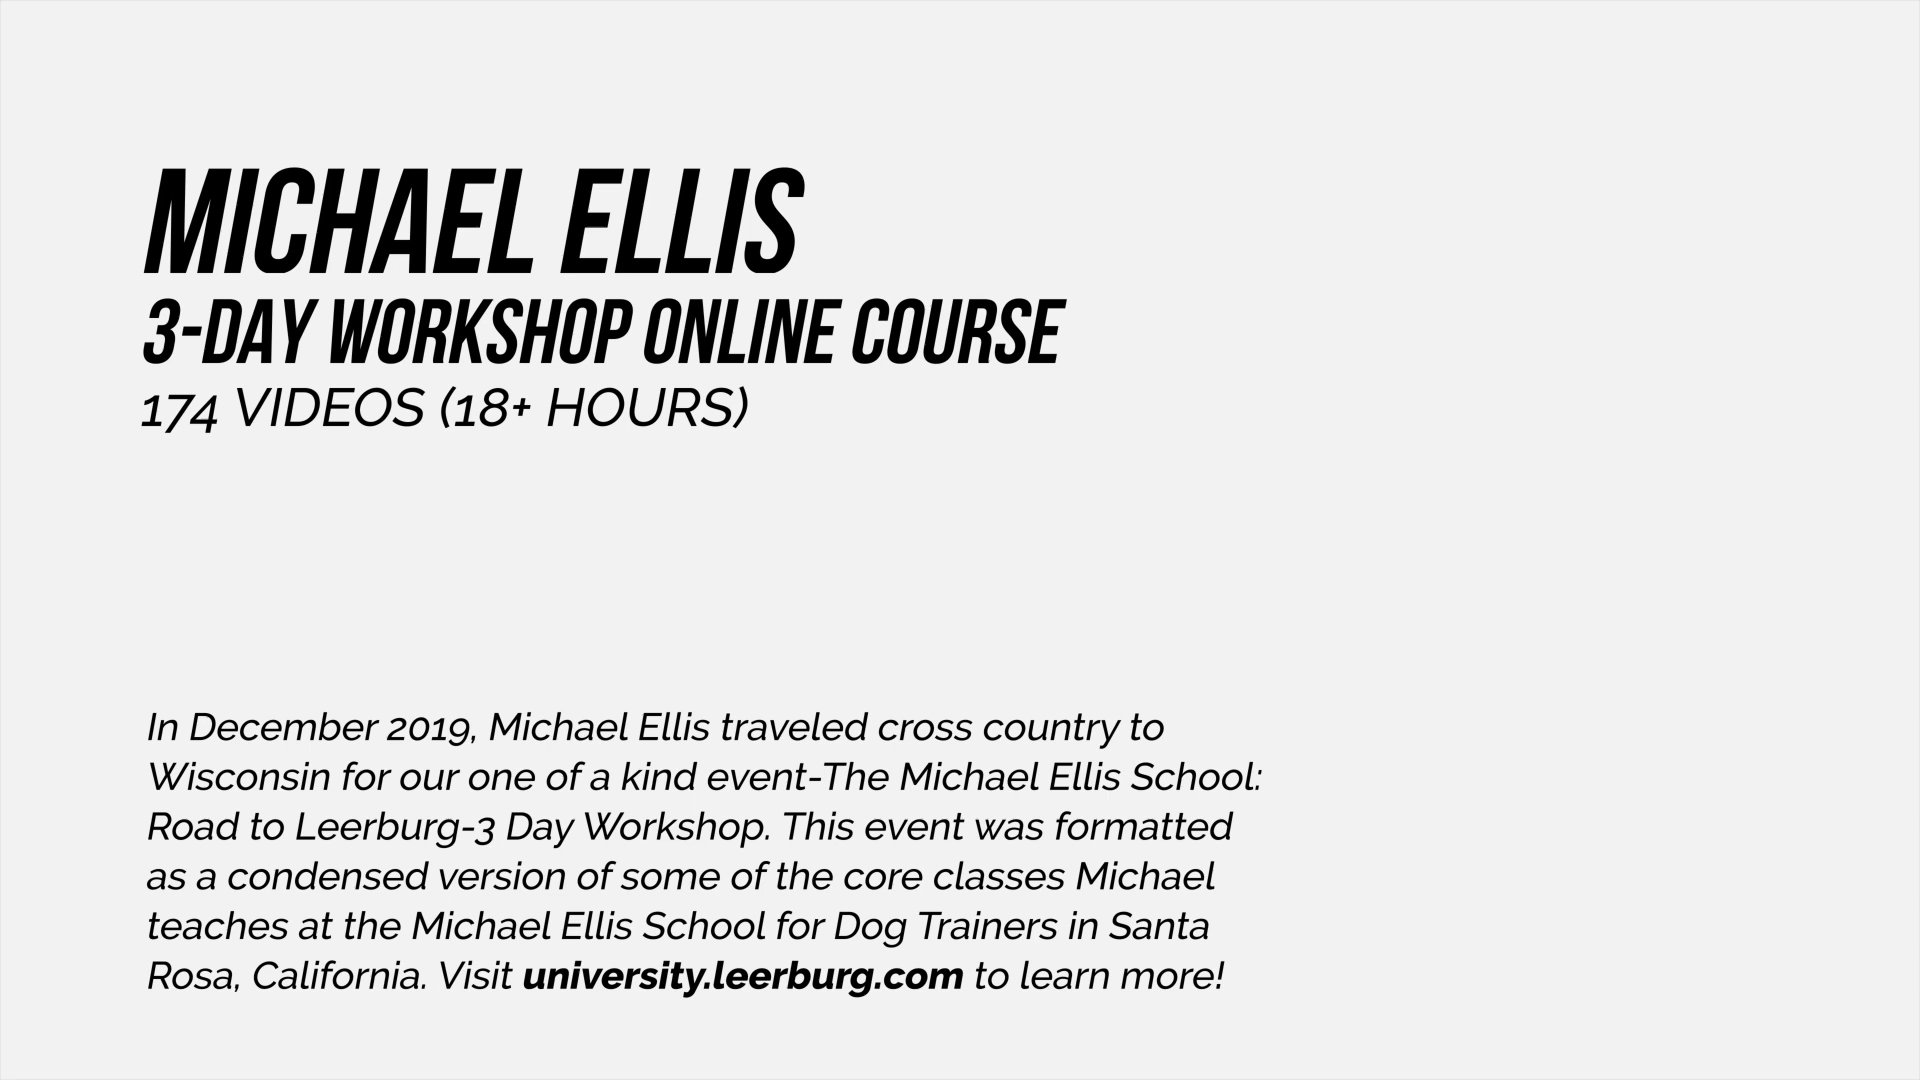 MICHAEL ELLIS
3-DAY WORKSHOP ONLINE COURSE
174 VIDEOS (18+ HOURS)
In December 2019, Michael Ellis traveled cross country to
Wisconsin for our one of a kind event-The Michael Ellis School:
Road to Leerburg-3 Day Workshop. This event was formatted
as a condensed version of some of the core classes Michael
teaches at the Michael Ellis School for Dog Trainers in Santa
Rosa, California. Visit university.leerburg.com to learn more!